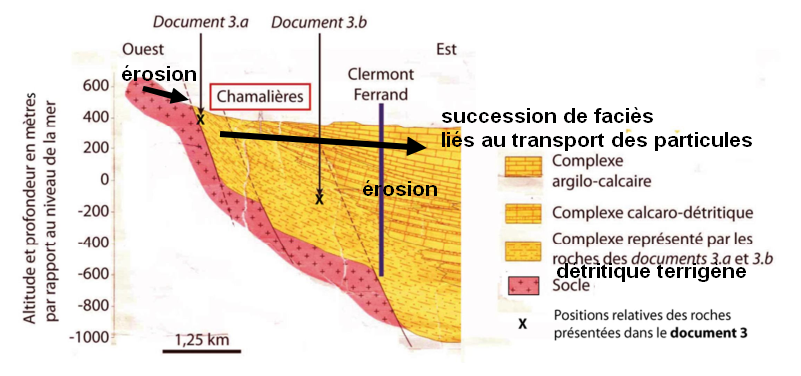 Document 3.a
Document 3.b
Ouest
Est
érosion
Chamalières
Clermont
Ferrand
Altitude et profondeur en mètres
par rapport au niveau de la mer
600
400
200
0
-200
-400
-600
-800
-1000
succession de faciès
liés au transport des particules
érosion
1,25 km
Complexe
argilo-calcaire
Complexe calcaro-détritique
Complexe représenté par les
roches des documents 3.a et 3.b
détritique terrigène
Socle
X
Positions relatives des roches
présentées dans le document 3
X
X